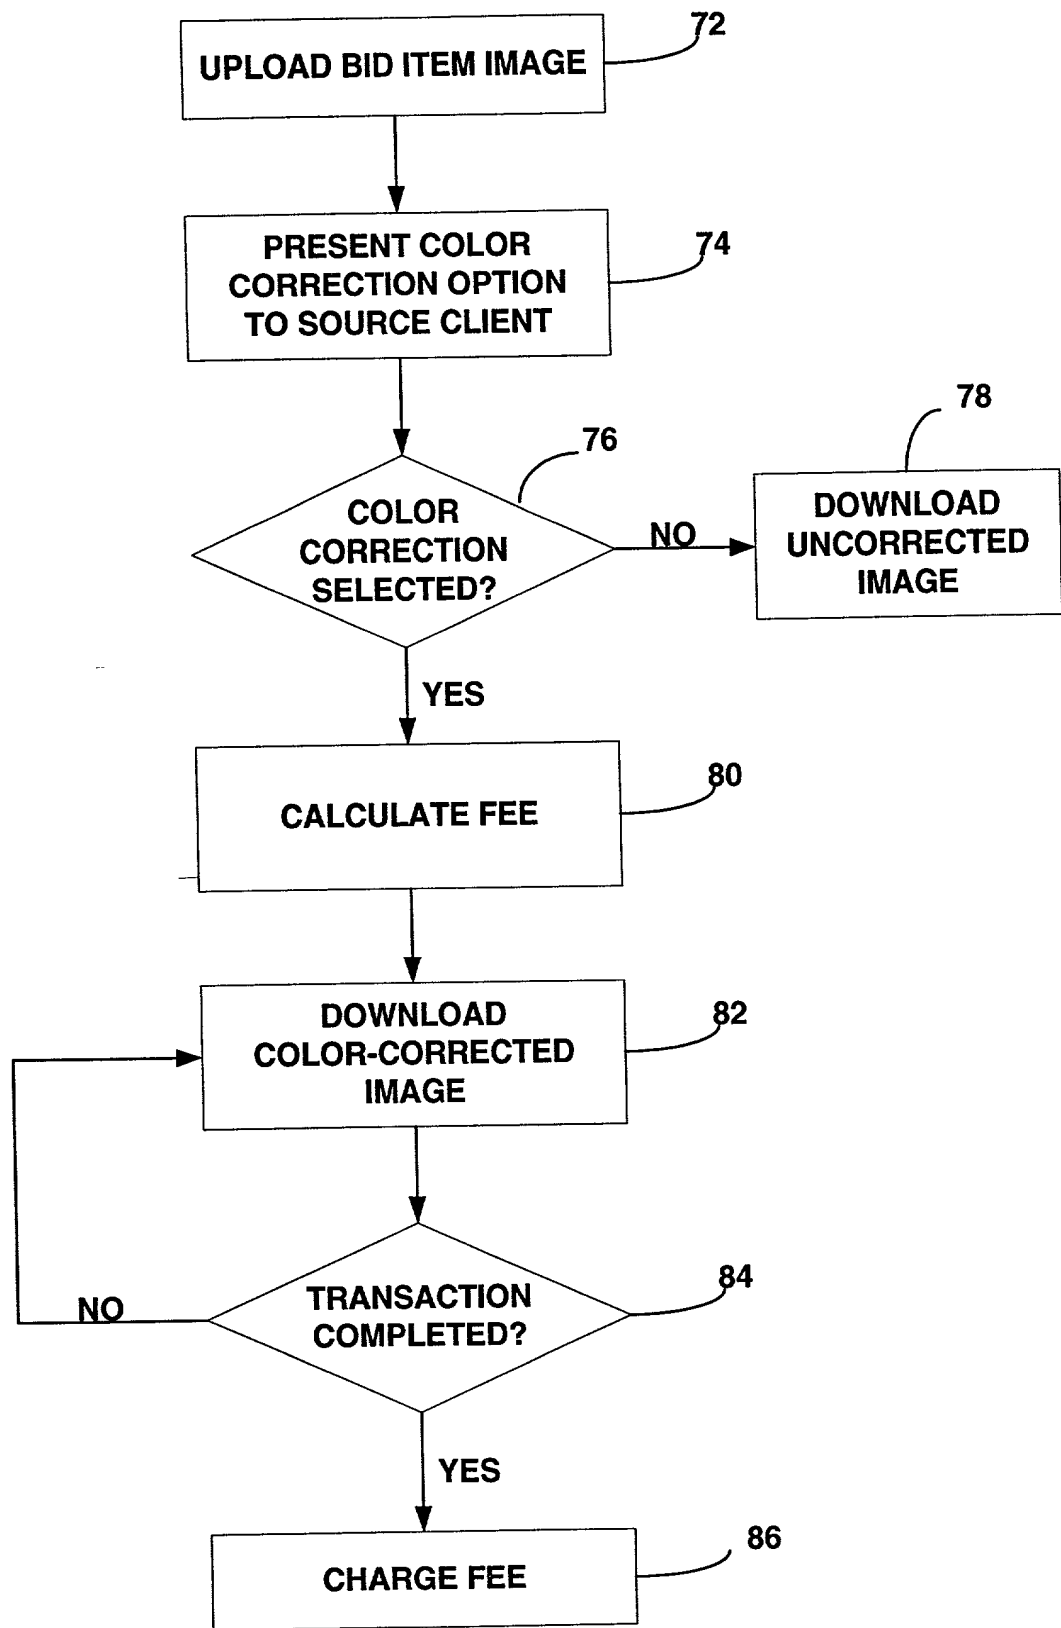 72
UPLOAD BID ITEM IMAGE
74
PRESENT COLOR
CORRECTION OPTION
TO SOURCE CLIENT
76
COLOR
CORRECTION
SELECTED?
NO
78
DOWNLOAD
UNCORRECTED
IMAGE
YES
80
CALCULATE FEE
82
DOWNLOAD
COLOR-CORRECTED
IMAGE
84
TRANSACTION
COMPLETED?
NO
YES
86
CHARGE FEE